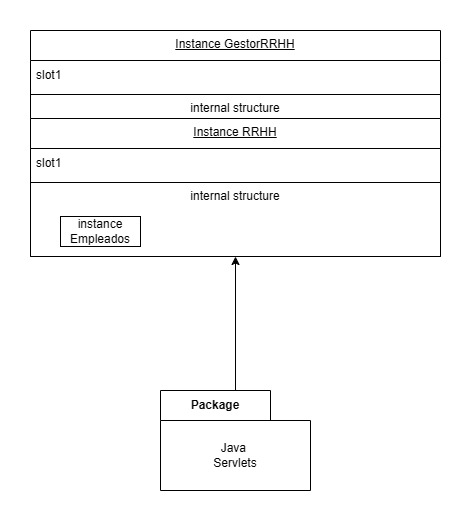 Instance GestorRRHH
slot1
internal structure
Instance RRHH
slot1
internal structure
instance
Empleados
Package
Java
Servlets